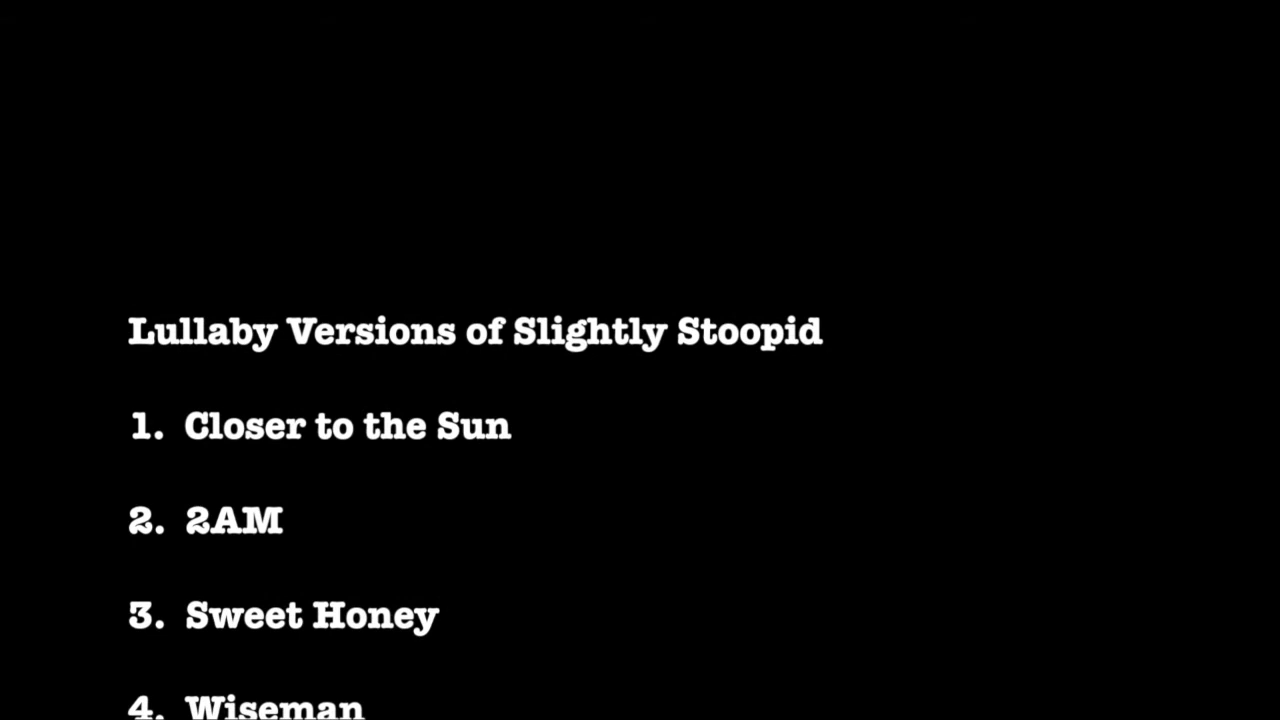 Lullaby Versions of Slightly Stoopid
1. Closer to the Sun
2. 2AM
3. Sweet Honey
4. Wiseman